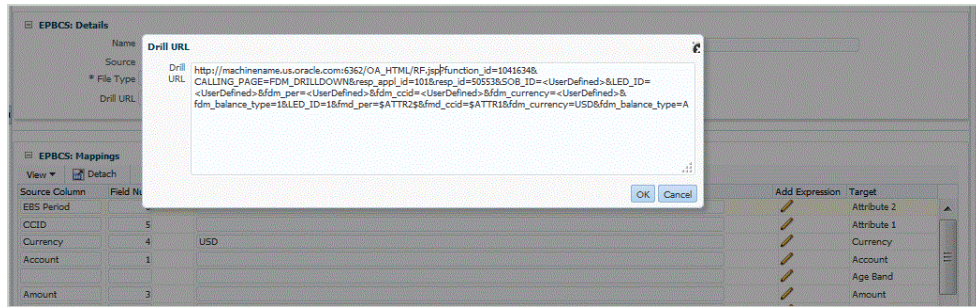 EPBCS: Details
Name
Source
* File Type
Drill URL
Drill URL
Drill URL
http://machinename.us.oracle.com:6362/OA_HTML/RF.jsp?function_id=1041634&
CALLING_PAGE=FDM_DRILLDOWN&resp_appl_id=101&resp_id=50553&SOB_ID=<UserDefined>&LED_ID=
<UserDefined>&fdm_per=<UserDefined>&fdm_ccid=<UserDefined>&fdm_currency=<UserDefined>&
fdm_balance_type=1&LED_ID=1&fmd_per=$ATTR2$&fmd_ccid=$ATTR1&fdm_currency=USD&fdm_balance_type=A
OK Cancel
EPBCS: Mappings
View Detach
Source Column Field Nu Add Expression Target
EBS Period Attribute 2
CCID 5 Attribute 1
Currency 4 USD Currency
Account 1 Account
Age Band
Amount 3 Amount